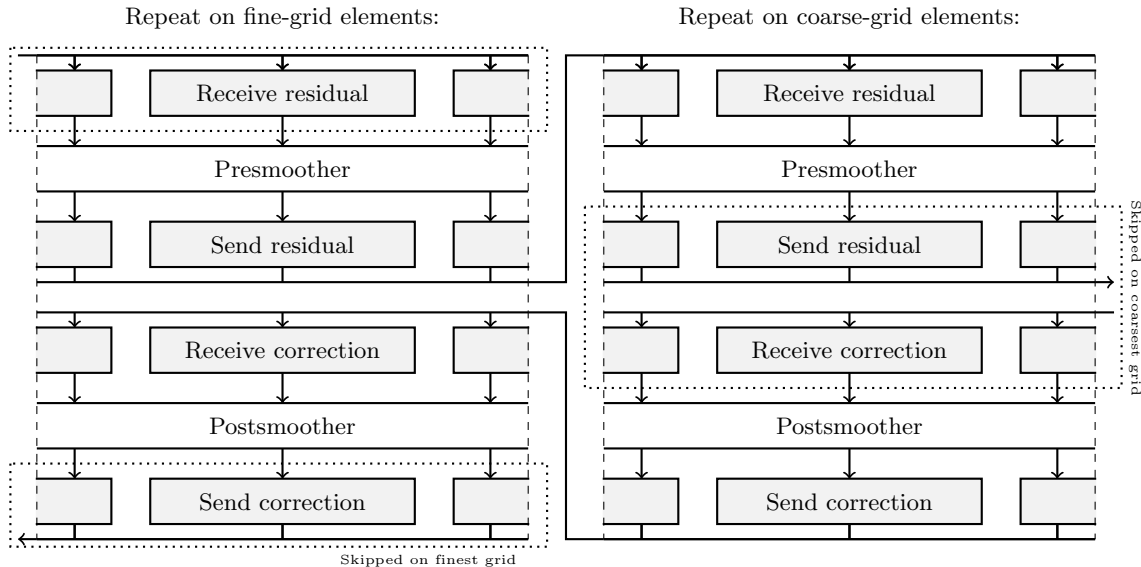 Repeat on fine-grid elements:
Receive residual
Presmoother
Send residual
Receive correction
Postsmoother
Send correction
Skipped on finest grid
Repeat on coarse-grid elements:
Receive residual
Presmoother
Send residual
Receive correction
Postsmoother
Send correction
Skipped on coarsest grid